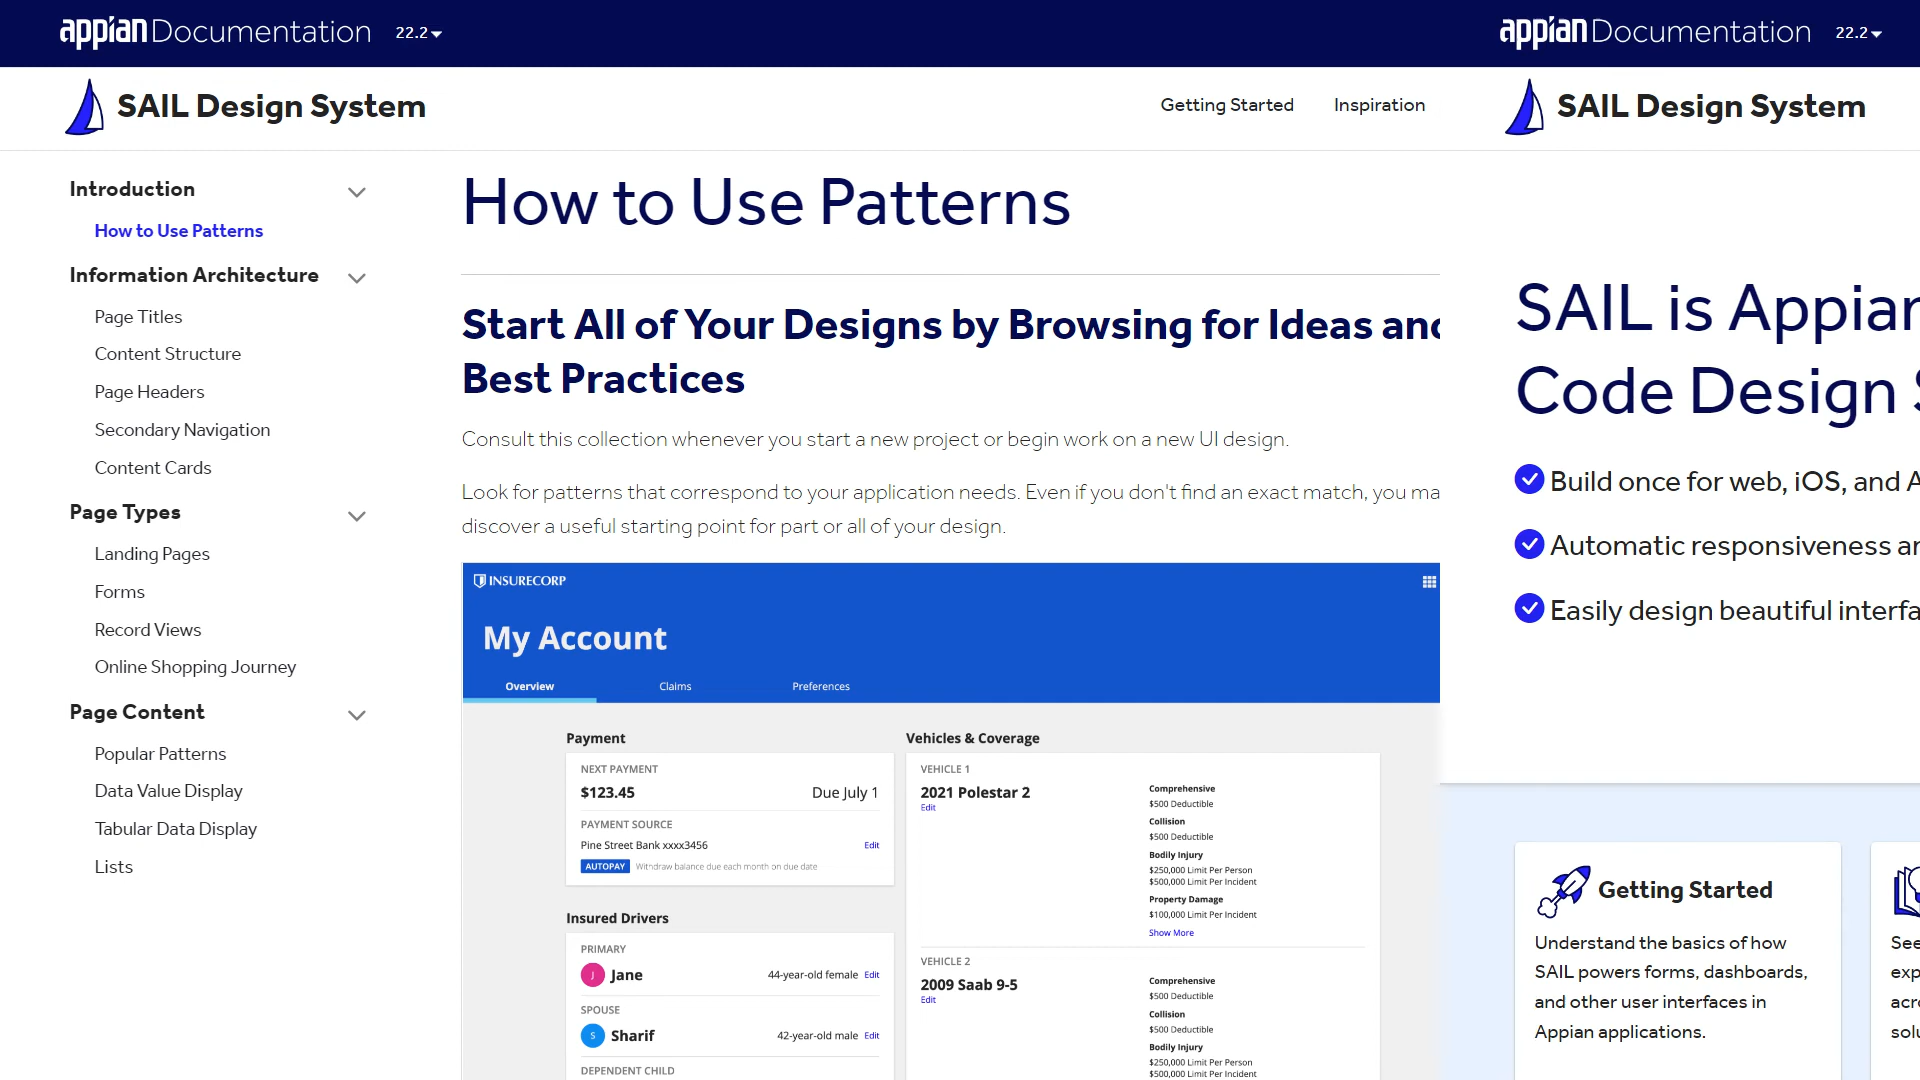 appian Documentation 22.2
SAIL Design System
Getting Started
Inspiration
Introduction
How to Use Patterns
Information Architecture
Page Titles
Content Structure
Page Headers
Secondary Navigation
Content Cards
Page Types
Landing Pages
Forms
Record Views
Online Shopping Journey
Page Content
Popular Patterns
Data Value Display
Tabular Data Display
Lists
How to Use Patterns
Start All of Your Designs by Browsing for Ideas and
Best Practices
Consult this collection whenever you start a new project or begin work on a new UI design.
Look for patterns that correspond to your application needs. Even if you don't find an exact match, you ma
discover a useful starting point for part or all of your design.
INSURECORP
My Account
Overview
Claims
Preferences
Payment
NEXT PAYMENT
$123.45 Due July 1
PAYMENT SOURCE
Pine Street Bank xxxx3456 Edit
AUTOPAY Withdraw balance due each month on due date
Insured Drivers
PRIMARY
J Jane 44-year-old female Edit
SPOUSE
S Sharif 42-year-old male Edit
DEPENDENT CHILD
Vehicles & Coverage
VEHICLE 1
2021 Polestar 2
Edit
Comprehensive
$500 Deductible
Collision
$500 Deductible
Bodily Injury
$250,000 Limit Per Person
$500,000 Limit Per Incident
Property Damage
$100,000 Limit Per Incident
Show More
VEHICLE 2
2009 Saab 9-5
Edit
Comprehensive
$500 Deductible
Collision
$500 Deductible
Bodily Injury
$250,000 Limit Per Person
$500,000 Limit Per Incident
appian Documentation 22.2
SAIL Design System
SAIL is Appian
Code Design S
Build once for web, iOS, and A
Automatic responsiveness an
Easily design beautiful interfa
Getting Started
Understand the basics of how
SAIL powers forms, dashboards,
and other user interfaces in
Appian applications.
See
exp
acro
solu